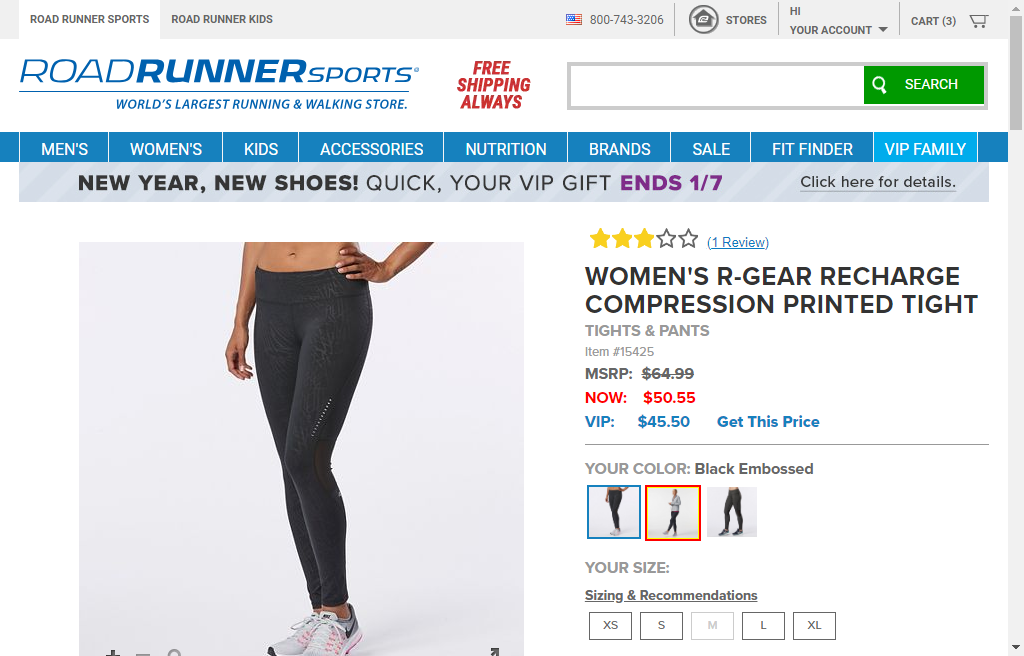 ROAD RUNNER SPORTS
ROAD RUNNER KIDS
800-743-3206
STORES
HI
YOUR ACCOUNT
CART (3)
ROADRUNNERSPORTS®
WORLD'S LARGEST RUNNING & WALKING STORE.
FREE
SHIPPING
ALWAYS
SEARCH
MEN'S
WOMEN'S
KIDS
ACCESSORIES
NUTRITION
BRANDS
SALE
FIT FINDER
VIP FAMILY
NEW YEAR, NEW SHOES! QUICK, YOUR VIP GIFT ENDS 1/7
Click here for details.
(1 Review)
WOMEN'S R-GEAR RECHARGE
COMPRESSION PRINTED TIGHT
TIGHTS & PANTS
Item #15425
MSRP: $64.99
NOW: $50.55
VIP: $45.50 Get This Price
YOUR COLOR: Black Embossed
YOUR SIZE:
Sizing & Recommendations
XS
S
M
L
XL